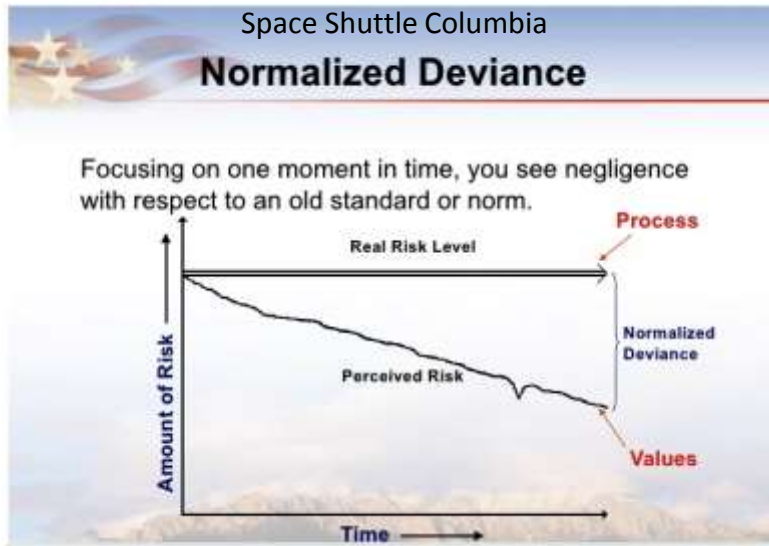 Space Shuttle Columbia
Normalized Deviance
Focusing on one moment in time, you see negligence
with respect to an old standard or norm.
Process
Real Risk Level
Normalized
Deviance
Perceived Risk
Amount of Risk
Values
Time